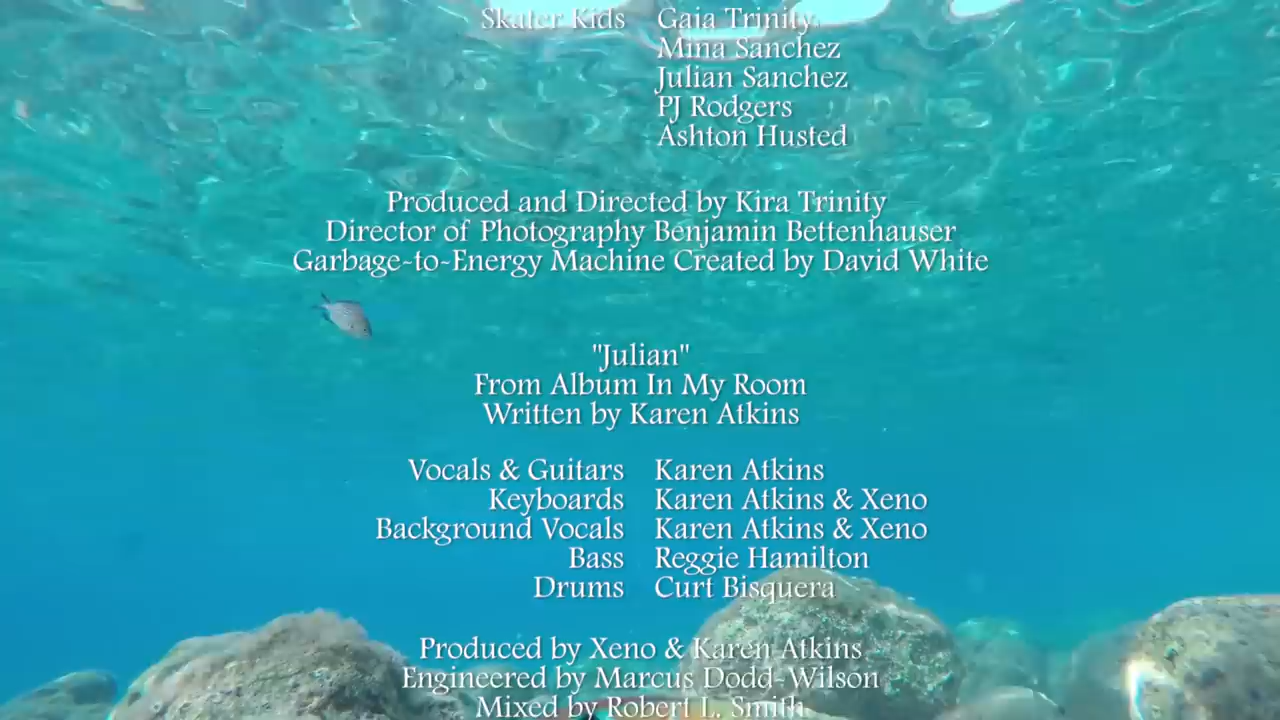 Skater Kids Gaia Trinity
Mina Sanchez
Julian Sanchez
PJ Rodgers
Ashton Husted
Produced and Directed by Kira Trinity
Director of Photography Benjamin Bettenhauser
Garbage-to-Energy Machine Created by David White
"Julian"
From Album In My Room
Written by Karen Atkins
Vocals & Guitars Karen Atkins
Keyboards Karen Atkins & Xeno
Background Vocals Karen Atkins & Xeno
Bass Reggie Hamilton
Drums Curt Bisquera
Produced by Xeno & Karen Atkins
Engineered by Marcus Dodd-Wilson
Mixed by Robert L. Smith